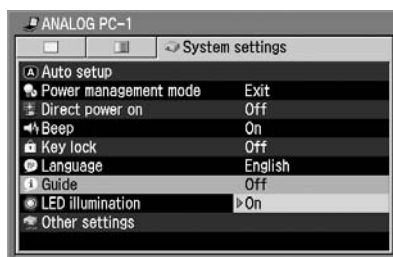 ANALOG PC-1
System settings
A Auto setup
Power management mode Exit
Direct power on Off
Beep On
Key lock Off
Language English
Guide Off
LED illumination ▷On
Other settings